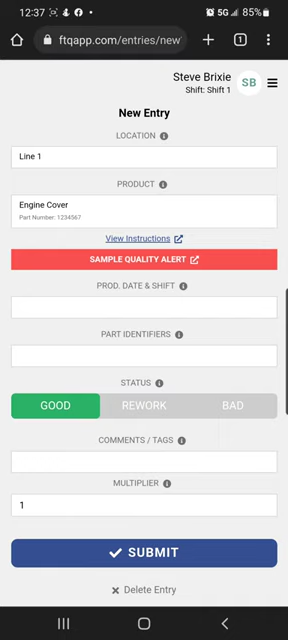 12:37
5G 85%
ftqapp.com/entries/new
1
Steve Brixie
Shift: Shift 1
SB
New Entry
LOCATION
Line 1
PRODUCT
Engine Cover
Part Number: 1234567
View Instructions
SAMPLE QUALITY ALERT
PROD. DATE & SHIFT
PART IDENTIFIERS
STATUS
GOOD REWORK BAD
COMMENTS / TAGS
MULTIPLIER
1
SUBMIT
Delete Entry